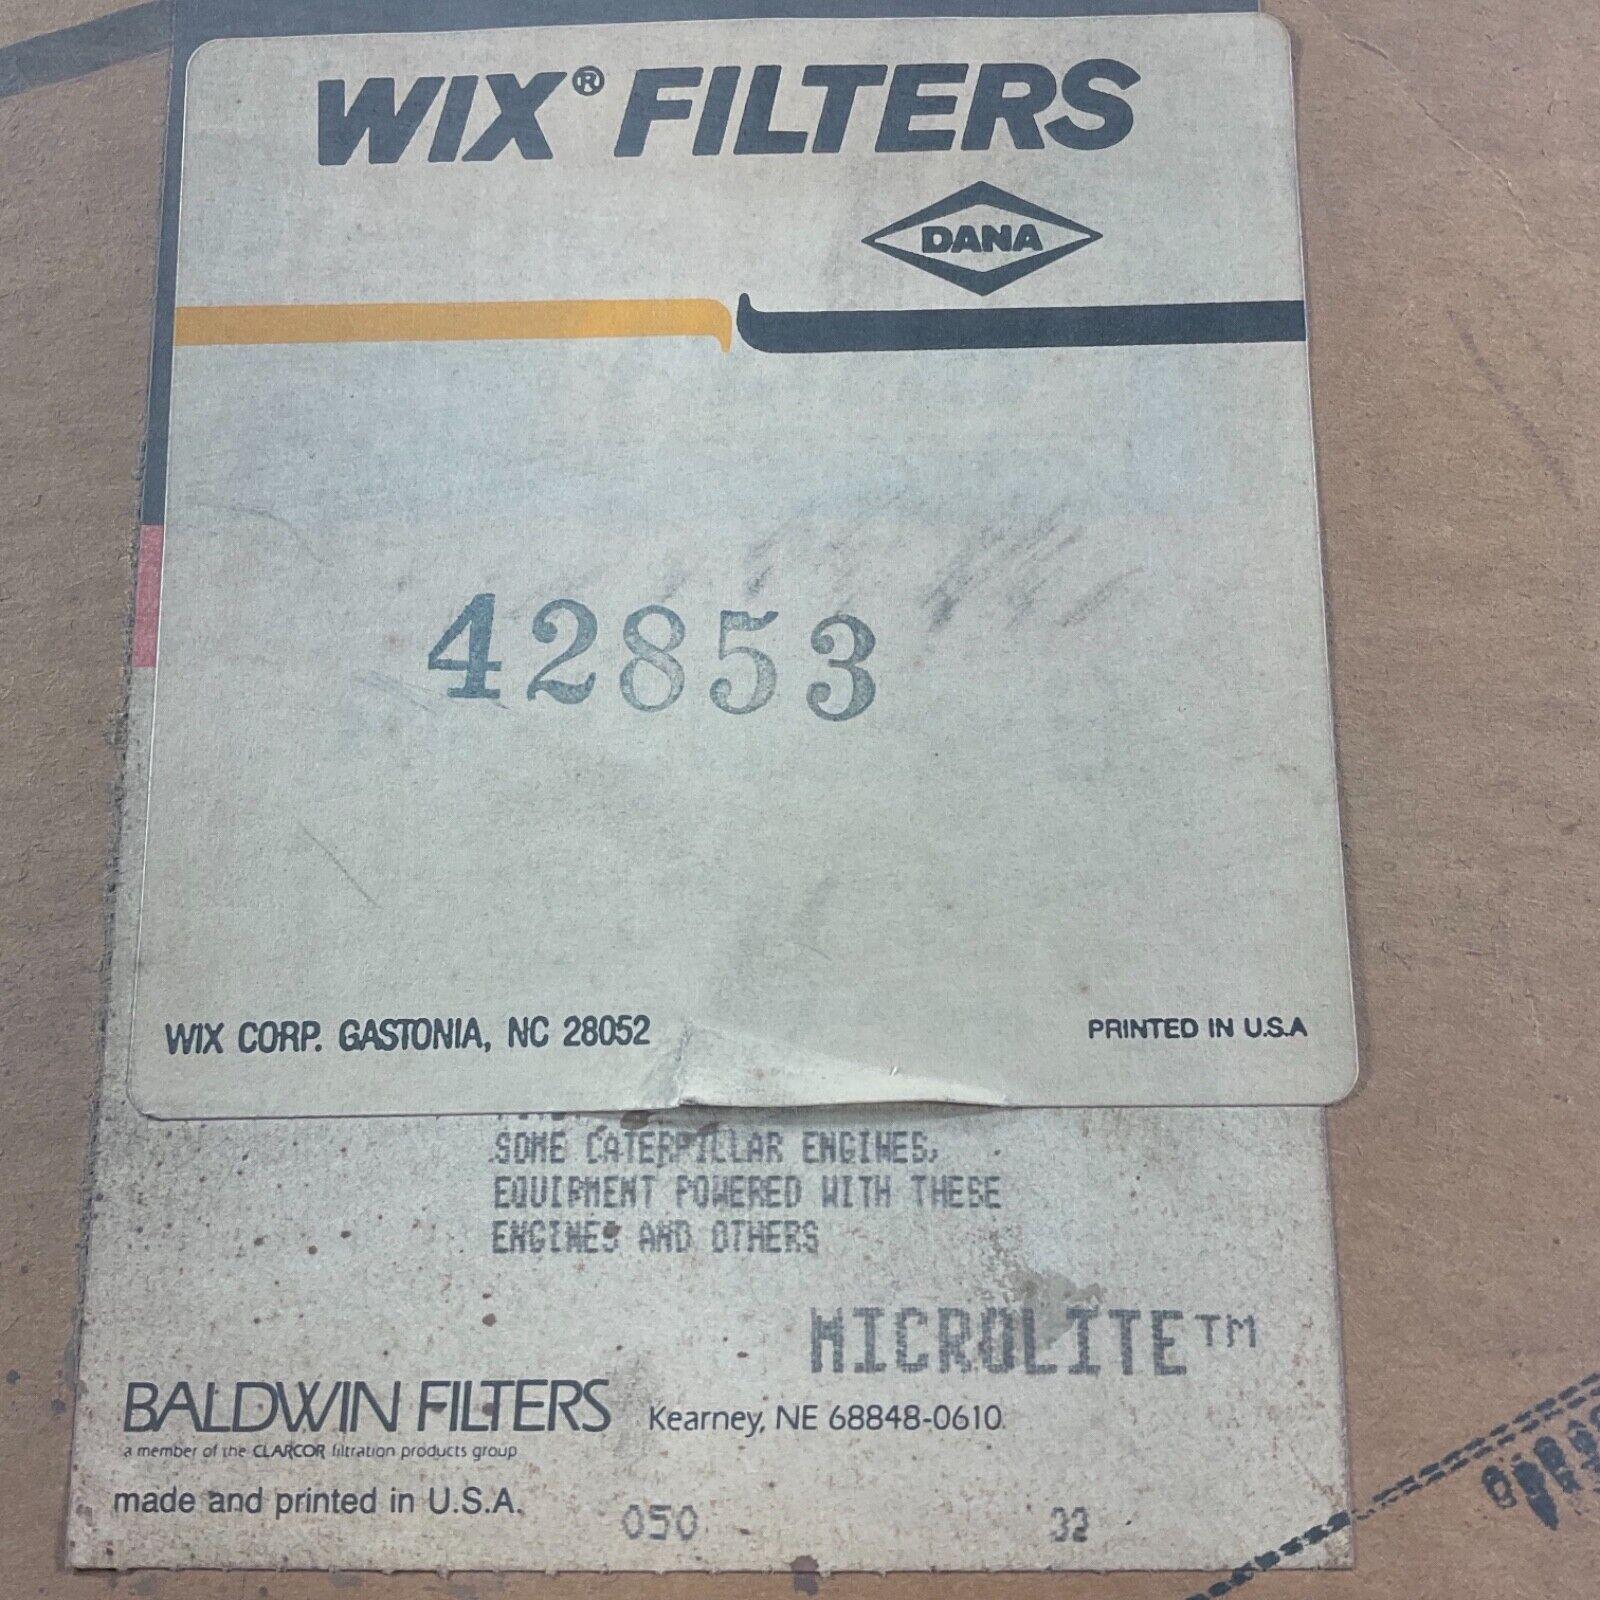 WIX® FILTERS
DANA
42853
WIX CORP. GASTONIA, NC 28052
PRINTED IN U.S.A
SOME CATERPILLAR ENGINES,
EQUIPMENT POWERED WITH THESE
ENGINES AND OTHERS
MICROLITE™
BALDWIN FILTERS Kearney, NE 68848-0610
a member of the CLARCOR filtration products group
made and printed in U.S.A.
050 32